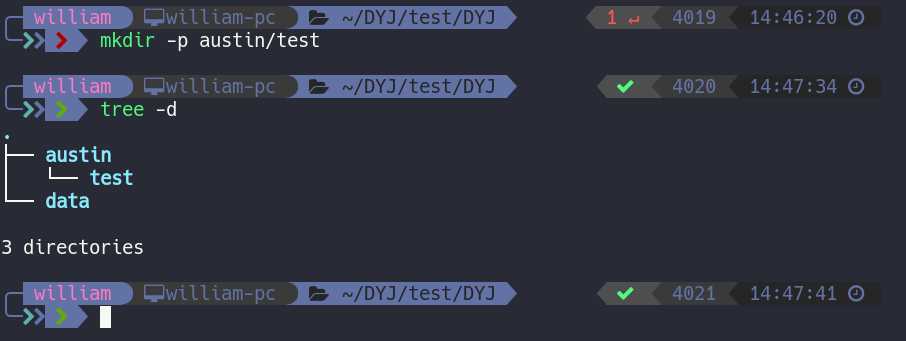 william william-pc ~/DYJ/test/DYJ 1 ↵ 4019 14:46:20
mkdir -p austin/test
william william-pc ~/DYJ/test/DYJ ✔ 4020 14:47:34
tree -d
.
├── austin
│   └── test
└── data
3 directories
william william-pc ~/DYJ/test/DYJ ✔ 4021 14:47:41